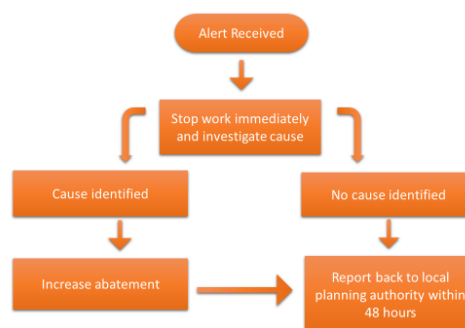 Alert Received
Stop work immediately
and investigate cause
Cause identified
No cause identified
Increase abatement
Report back to local
planning authority within
48 hours